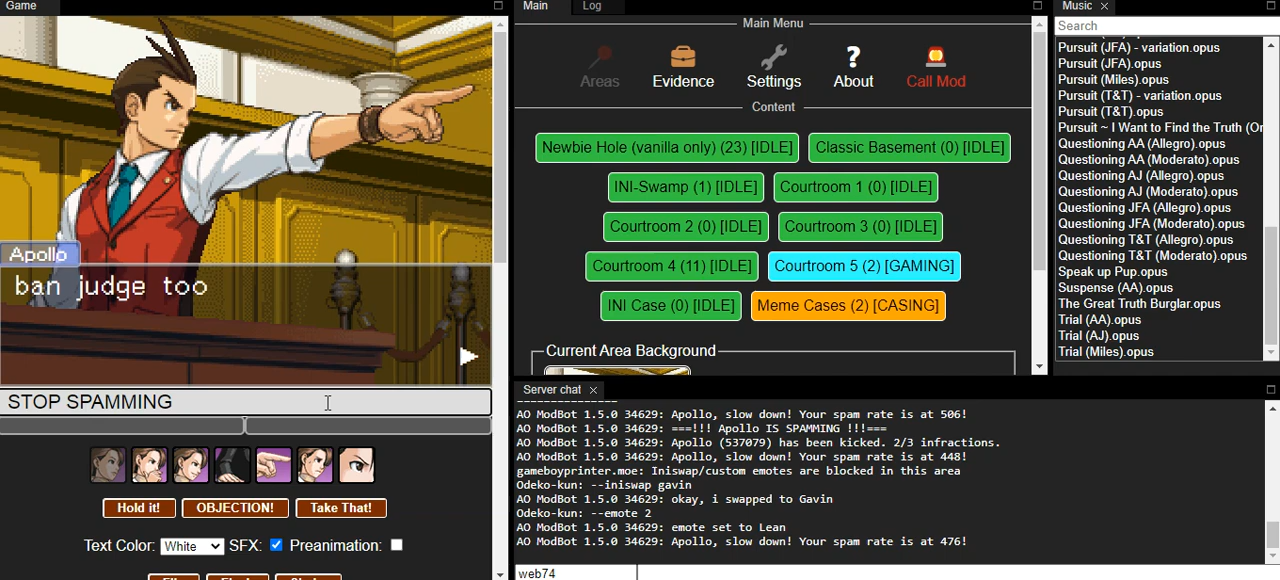 Game
Apollo
ban judge too
STOP SPAMMING
Hold it!
OBJECTION!
Take That!
Text Color:
White
SFX:
Preanimation:
Main
Log
Main Menu
Areas
Evidence
Settings
?
About
Call Mod
Content
Newbie Hole (vanilla only) (23) [IDLE]
Classic Basement (0) [IDLE]
INI-Swamp (1) [IDLE]
Courtroom 1 (0) [IDLE]
Courtroom 2 (0) [IDLE]
Courtroom 3 (0) [IDLE]
Courtroom 4 (11) [IDLE]
Courtroom 5 (2) [GAMING]
INI Case (0) [IDLE]
Meme Cases (2) [CASING]
Current Area Background
Music
Search
Pursuit (JFA) - variation.opus
Pursuit (JFA).opus
Pursuit (Miles).opus
Pursuit (T&T) - variation.opus
Pursuit (T&T).opus
Pursuit ~ I Want to Find the Truth (Or
Questioning AA (Allegro).opus
Questioning AA (Moderato).opus
Questioning AJ (Allegro).opus
Questioning AJ (Moderato).opus
Questioning JFA (Allegro).opus
Questioning JFA (Moderato).opus
Questioning T&T (Allegro).opus
Questioning T&T (Moderato).opus
Speak up Pup.opus
Suspense (AA).opus
The Great Truth Burglar.opus
Trial (AA).opus
Trial (AJ).opus
Trial (Miles).opus
Server chat
AO ModBot 1.5.0 34629: Apollo, slow down! Your spam rate is at 506!
AO ModBot 1.5.0 34629: ===!!! Apollo IS SPAMMING !!!===
AO ModBot 1.5.0 34629: Apollo (537079) has been kicked. 2/3 infractions.
AO ModBot 1.5.0 34629: Apollo, slow down! Your spam rate is at 448!
gameboyprinter.moe: Iniswap/custom emotes are blocked in this area
Odeko-kun: --iniswap gavin
AO ModBot 1.5.0 34629: okay, i swapped to Gavin
Odeko-kun: --emote 2
AO ModBot 1.5.0 34629: emote set to Lean
AO ModBot 1.5.0 34629: Apollo, slow down! Your spam rate is at 476!
web74